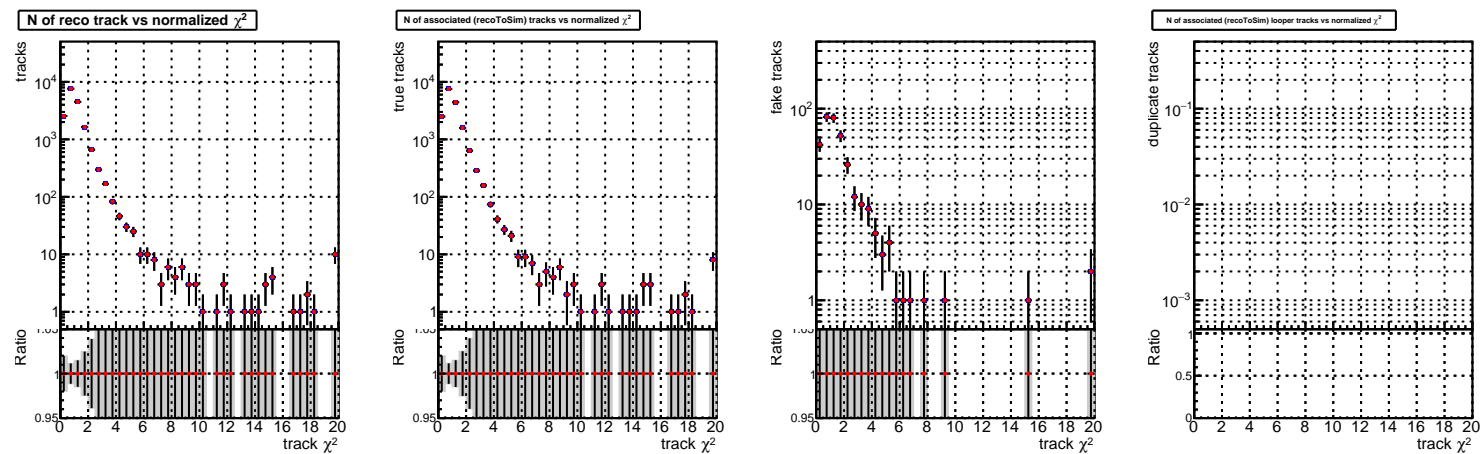 N of reco track vs normalized χ²
tracks
10⁴
10³
10²
10
1
Ratio
1.05
1
0.95
0 2 4 6 8 10 12 14 16 18 20
track χ²
N of associated (recoToSim) tracks vs normalized χ²
true tracks
10⁴
10³
10²
10
1
Ratio
1.05
1
0.95
0 2 4 6 8 10 12 14 16 18 20
track χ²
fake tracks
10²
10
1
Ratio
1.05
1
0.95
0 2 4 6 8 10 12 14 16 18 20
track χ²
N of associated (recoToSim) looper tracks vs normalized χ²
duplicate tracks
10⁻¹
10⁻²
10⁻³
Ratio
1
0.5
0
0 2 4 6 8 10 12 14 16 18 20
track χ²